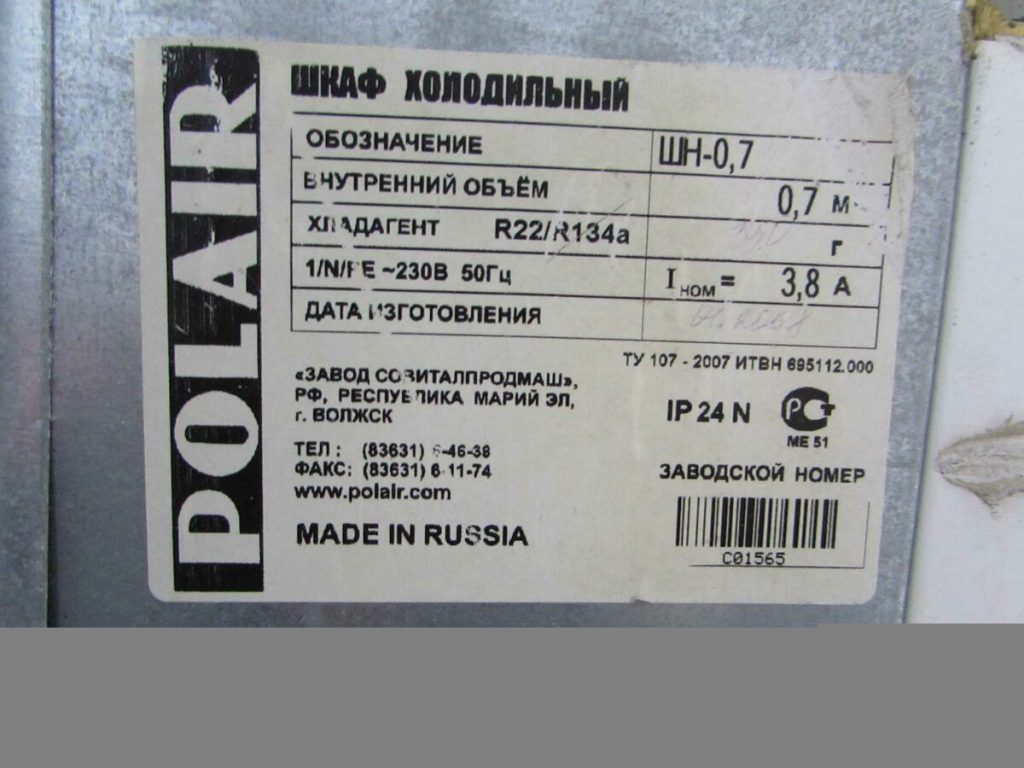 POLAIR
ШКАФ ХОЛОДИЛЬНЫЙ
ОБОЗНАЧЕНИЕ ШН-0,7
ВНУТРЕННИЙ ОБЪЁМ 0,7 м
ХЛАДАГЕНТ R22/R134a г
1/N/PE ~230В 50Гц Iном = 3,8 А
ДАТА ИЗГОТОВЛЕНИЯ
ТУ 107 - 2007 ИТВН 695112.000
«ЗАВОД СОВИТАЛПРОДМАШ»,
РФ, РЕСПУБЛИКА МАРИЙ ЭЛ,
г. ВОЛЖСК
IP 24 N РСТ
МЕ 51
ТЕЛ : (83631) 6-46-38
ФАКС: (83631) 6 11-74
www.polair.com
ЗАВОДСКОЙ НОМЕР
MADE IN RUSSIA
C01565